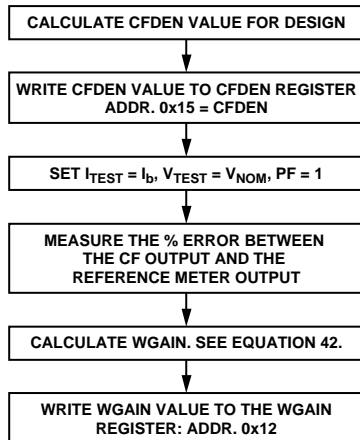 CALCULATE CFDEN VALUE FOR DESIGN
WRITE CFDEN VALUE TO CFDEN REGISTER
ADDR. 0x15 = CFDEN
SET ITEST = Ib, VTEST = VNOM, PF = 1
MEASURE THE % ERROR BETWEEN
THE CF OUTPUT AND THE
REFERENCE METER OUTPUT
CALCULATE WGAIN. SEE EQUATION 42.
WRITE WGAIN VALUE TO THE WGAIN
REGISTER: ADDR. 0x12